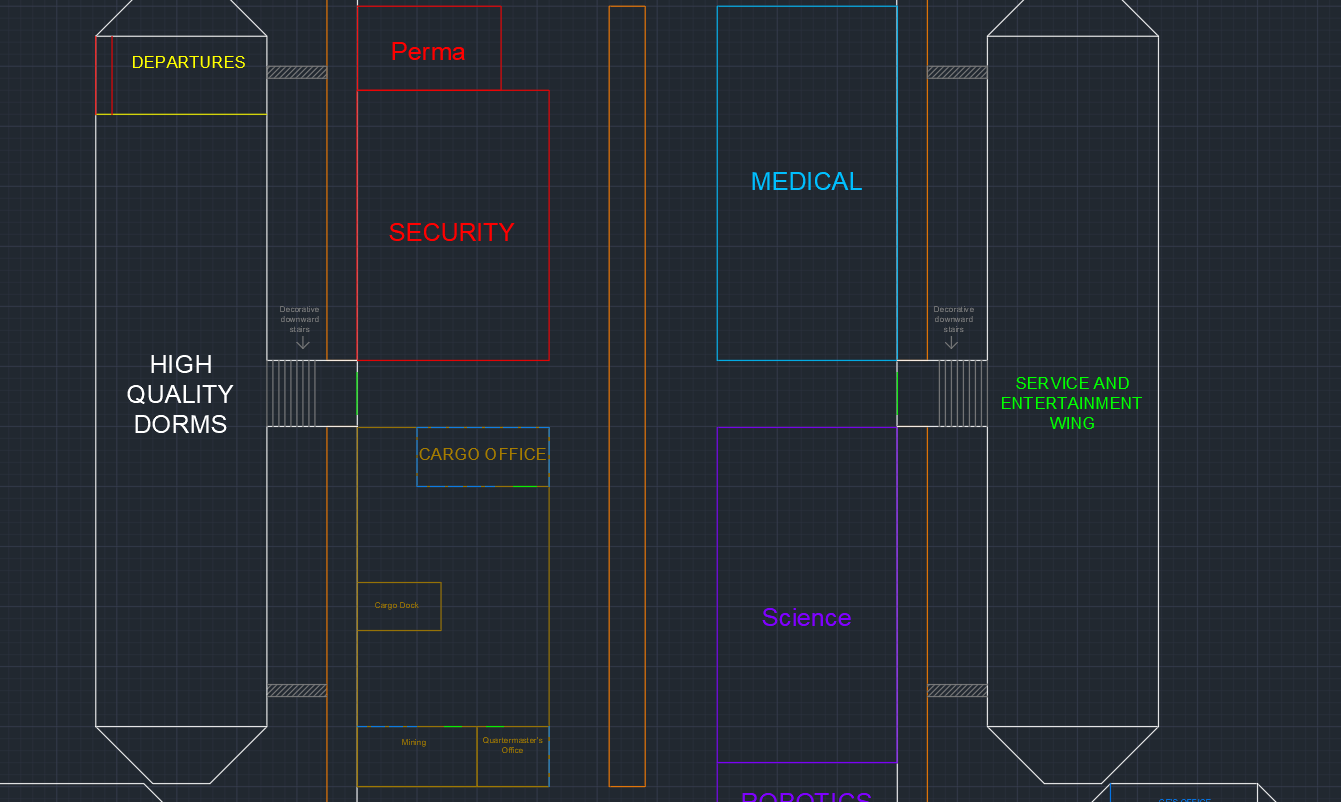 Perma
DEPARTURES
MEDICAL
SECURITY
Decorative
downward
stairs
Decorative
downward
stairs
HIGH
QUALITY
DORMS
SERVICE AND
ENTERTAINMENT
WING
CARGO OFFICE
Cargo Dock
Science
Mining
Quartermaster's
Office
ROBOTICS